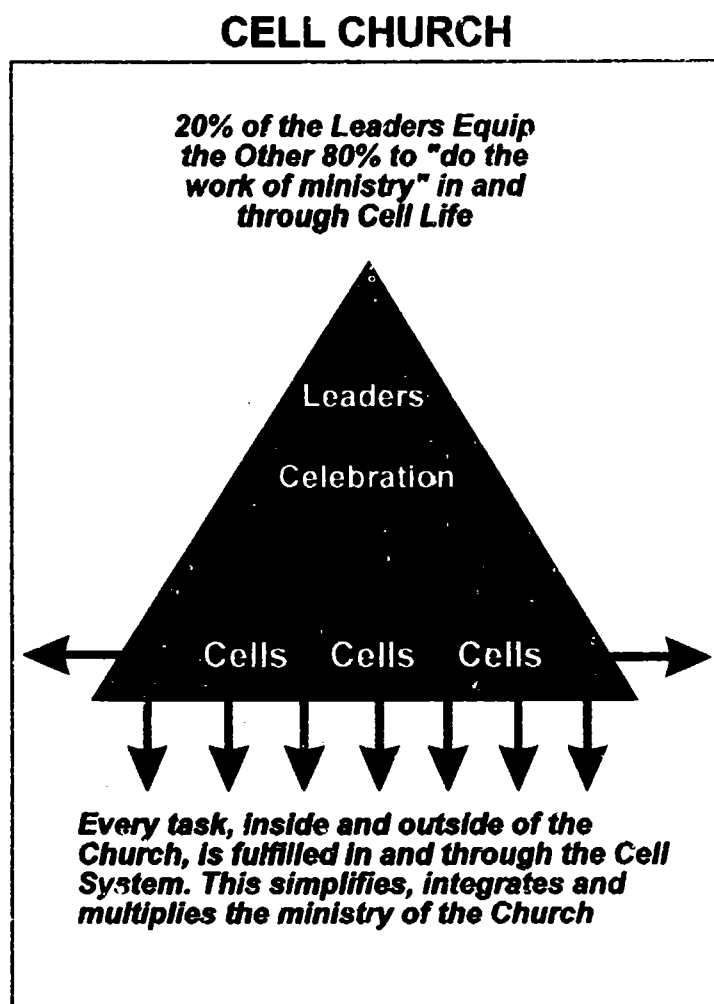 CELL CHURCH
20% of the Leaders Equip
the Other 80% to "do the
work of ministry" in and
through Cell Life
Leaders
Celebration
Cells Cells Cells
Every task, inside and outside of the
Church, is fulfilled in and through the Cell
System. This simplifies, integrates and
multiplies the ministry of the Church